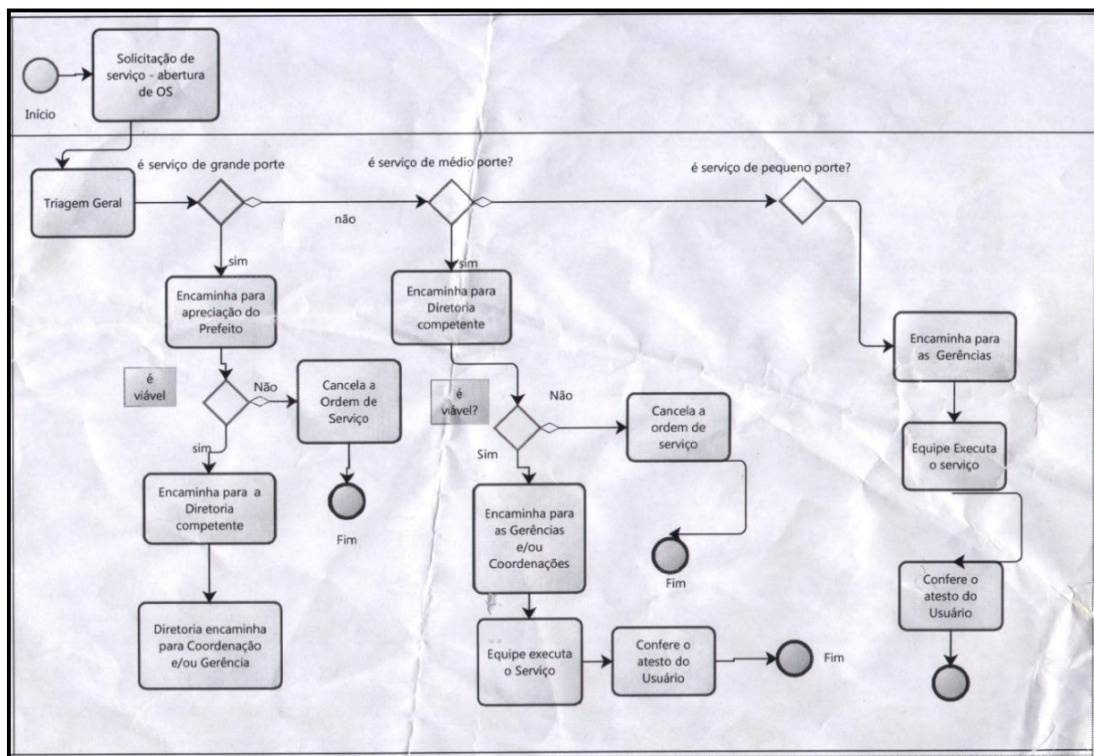 Solicitação de
serviço - abertura
de OS
Início
é serviço de grande porte
é serviço de médio porte?
é serviço de pequeno porte?
Triagem Geral
não
sim
sim
Encaminha para
apreciação do
Prefeito
Encaminha para
Diretoria
competente
Encaminha para
as Gerências
é
viável
Não
Cancela a
Ordem de
Serviço
é
viável?
Não
Cancela a
ordem de
serviço
Equipe Executa
o serviço
sim
Sim
Encaminha para a
Diretoria
competente
Fim
Encaminha para
as Gerências
e/ou
Coordenações
Fim
Confere o
atesto do
Usuário
Diretoria encaminha
para Coordenação
e/ou Gerência
Equipe executa
o Serviço
Confere o
atesto do
Usuário
Fim